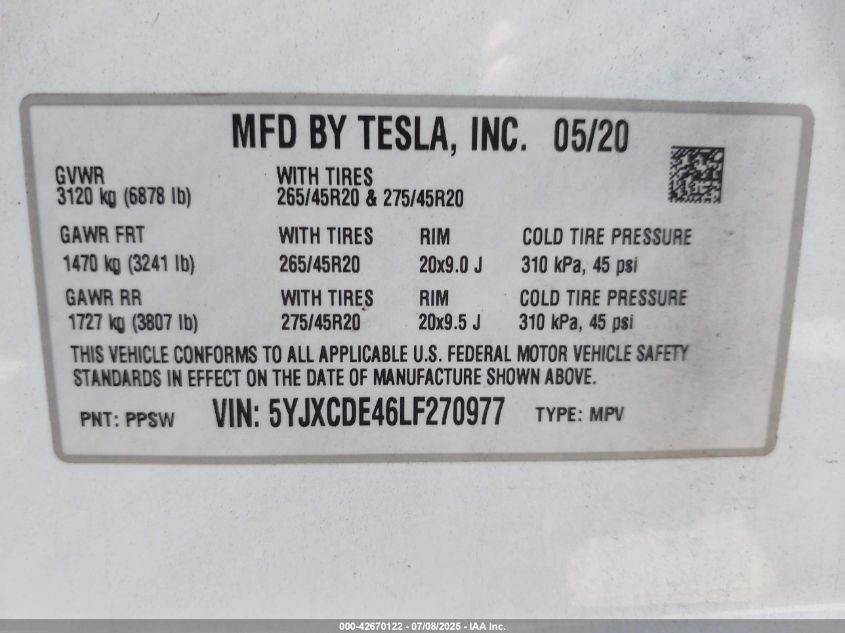 MFD BY TESLA, INC. 05/20
GVWR WITH TIRES
3120 kg (6878 lb) 265/45R20 & 275/45R20
GAWR FRT WITH TIRES RIM COLD TIRE PRESSURE
1470 kg (3241 lb) 265/45R20 20x9.0 J 310 kPa, 45 psi
GAWR RR WITH TIRES RIM COLD TIRE PRESSURE
1727 kg (3807 lb) 275/45R20 20x9.5 J 310 kPa, 45 psi
THIS VEHICLE CONFORMS TO ALL APPLICABLE U.S. FEDERAL MOTOR VEHICLE SAFETY
STANDARDS IN EFFECT ON THE DATE OF MANUFACTURE SHOWN ABOVE.
PNT: PPSW VIN: 5YJXCDE46LF270977 TYPE: MPV
000-42670122 - 07/08/2025 - IAA Inc.